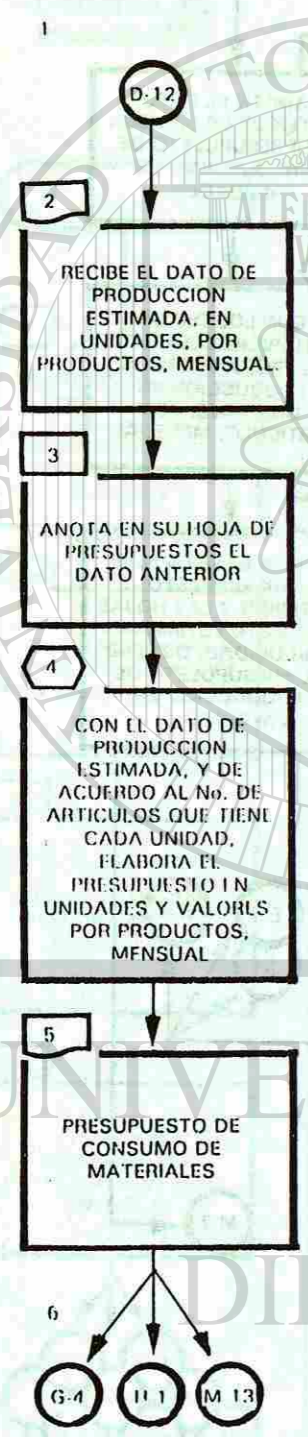 1
D-12
2
RECIBE EL DATO DE
PRODUCCION
ESTIMADA, EN
UNIDADES, POR
PRODUCTOS, MENSUAL.
3
ANOTA EN SU HOJA DE
PRESUPUESTOS EL
DATO ANTERIOR
4
CON EL DATO DE
PRODUCCION
ESTIMADA, Y DE
ACUERDO AL No. DE
ARTICULOS QUE TIENE
CADA UNIDAD,
ELABORA EL
PRESUPUESTO EN
UNIDADES Y VALORES
POR PRODUCTOS,
MENSUAL
5
PRESUPUESTO DE
CONSUMO DE
MATERIALES
6
G-4
M-13
UNIVE
DI